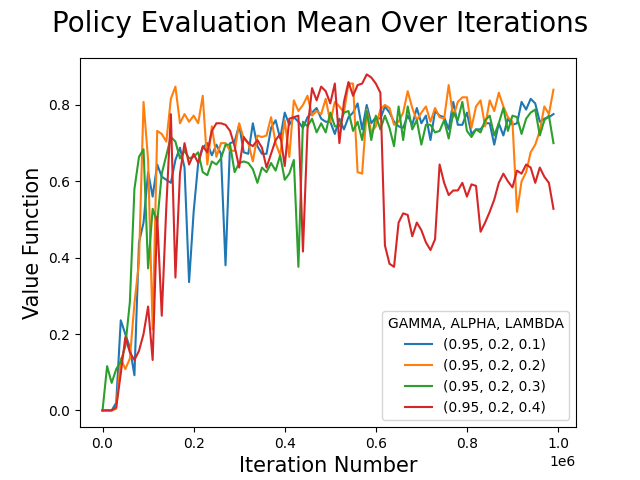 Policy Evaluation Mean Over Iterations
Value Function
0.8
0.6
0.4
0.2
0.0
GAMMA, ALPHA, LAMBDA
(0.95, 0.2, 0.1)
(0.95, 0.2, 0.2)
(0.95, 0.2, 0.3)
(0.95, 0.2, 0.4)
0.0 0.2 0.4 0.6 0.8 1.0
1e6
Iteration Number